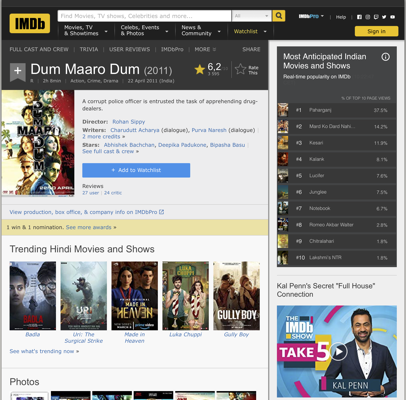 IMDb
Find Movies, TV shows, Celebrities and more...
All
IMDbPro
Help
Movies, TV
& Showtimes
Celebs, Events
& Photos
News &
Community
Watchlist
Sign in
FULL CAST AND CREW | TRIVIA | USER REVIEWS | IMDbPro | MORE
SHARE
Dum Maaro Dum (2011)
2h 8min | Action, Crime, Drama | 22 April 2011 (India)
6.2
Rate
This
A corrupt police officer is entrusted the task of apprehending drug-
dealers.
Director: Rohan Sippy
Writers: Charudutt Acharya (dialogue), Purva Naresh (dialogue) |
2 more credits »
Stars: Abhishek Bachchan, Deepika Padukone, Bipasha Basu |
See full cast & crew »
+ Add to Watchlist
Reviews
27 user | 24 critic
View production, box office, & company info on IMDbPro
1 win & 1 nomination. See more awards »
Trending Hindi Movies and Shows
MADE IN
HEAVEN
LUKA
CHUPPI
GULLY BOY
Badla
Uri: The
Surgical Strike
Made in
Heaven
Luka Chuppi
Gully Boy
See what's trending now »
Photos
Most Anticipated Indian
Movies and Shows
Real-time popularity on IMDb
% OF TOP 10 PAGE VIEWS
#1 Paharganj 37.5%
#2 Mard Ko Dard Nahi... 14.2%
#3 Kesari 11.9%
#4 Kalank 8.1%
#5 Lucifer 7.8%
#6 Junglee 7.5%
#7 Notebook 6.7%
#8 Romeo Akbar Walter 2.8%
#9 Chitralahari 1.8%
#10 Lakshmi's NTR 1.8%
Kal Penn's Secret "Full House"
Connection
THE
IMDb
SHOW
TAKE 5
KAL PENN